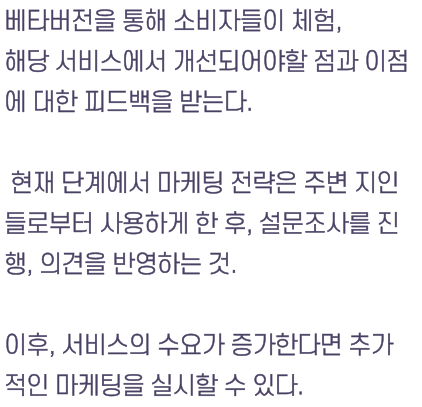 베타버전을 통해 소비자들이 체험,
해당 서비스에서 개선되어야할 점과 이점
에 대한 피드백을 받는다.
현재 단계에서 마케팅 전략은 주변 지인
들로부터 사용하게 한 후, 설문조사를 진
행, 의견을 반영하는 것.
이후, 서비스의 수요가 증가한다면 추가
적인 마케팅을 실시할 수 있다.